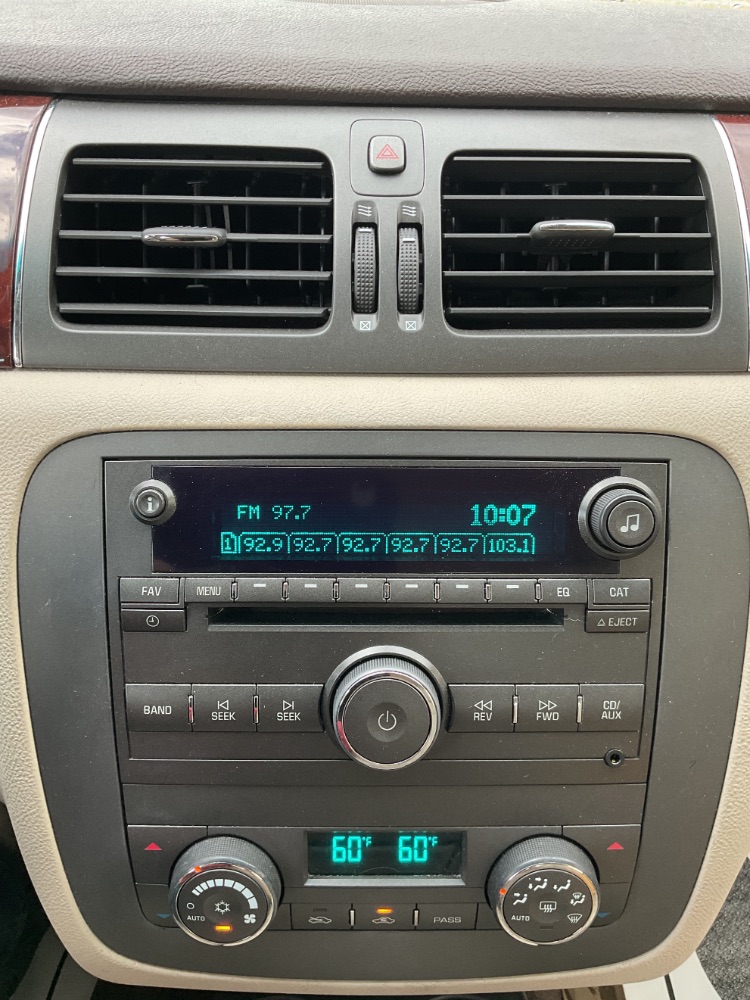 i
FM 97.7 10:07
1 92.9 92.7 92.7 92.7 92.7 103.1
FAV MENU EQ CAT
EJECT
BAND SEEK SEEK REV FWD CD/AUX
60°F 60°F
AUTO PASS AUTO